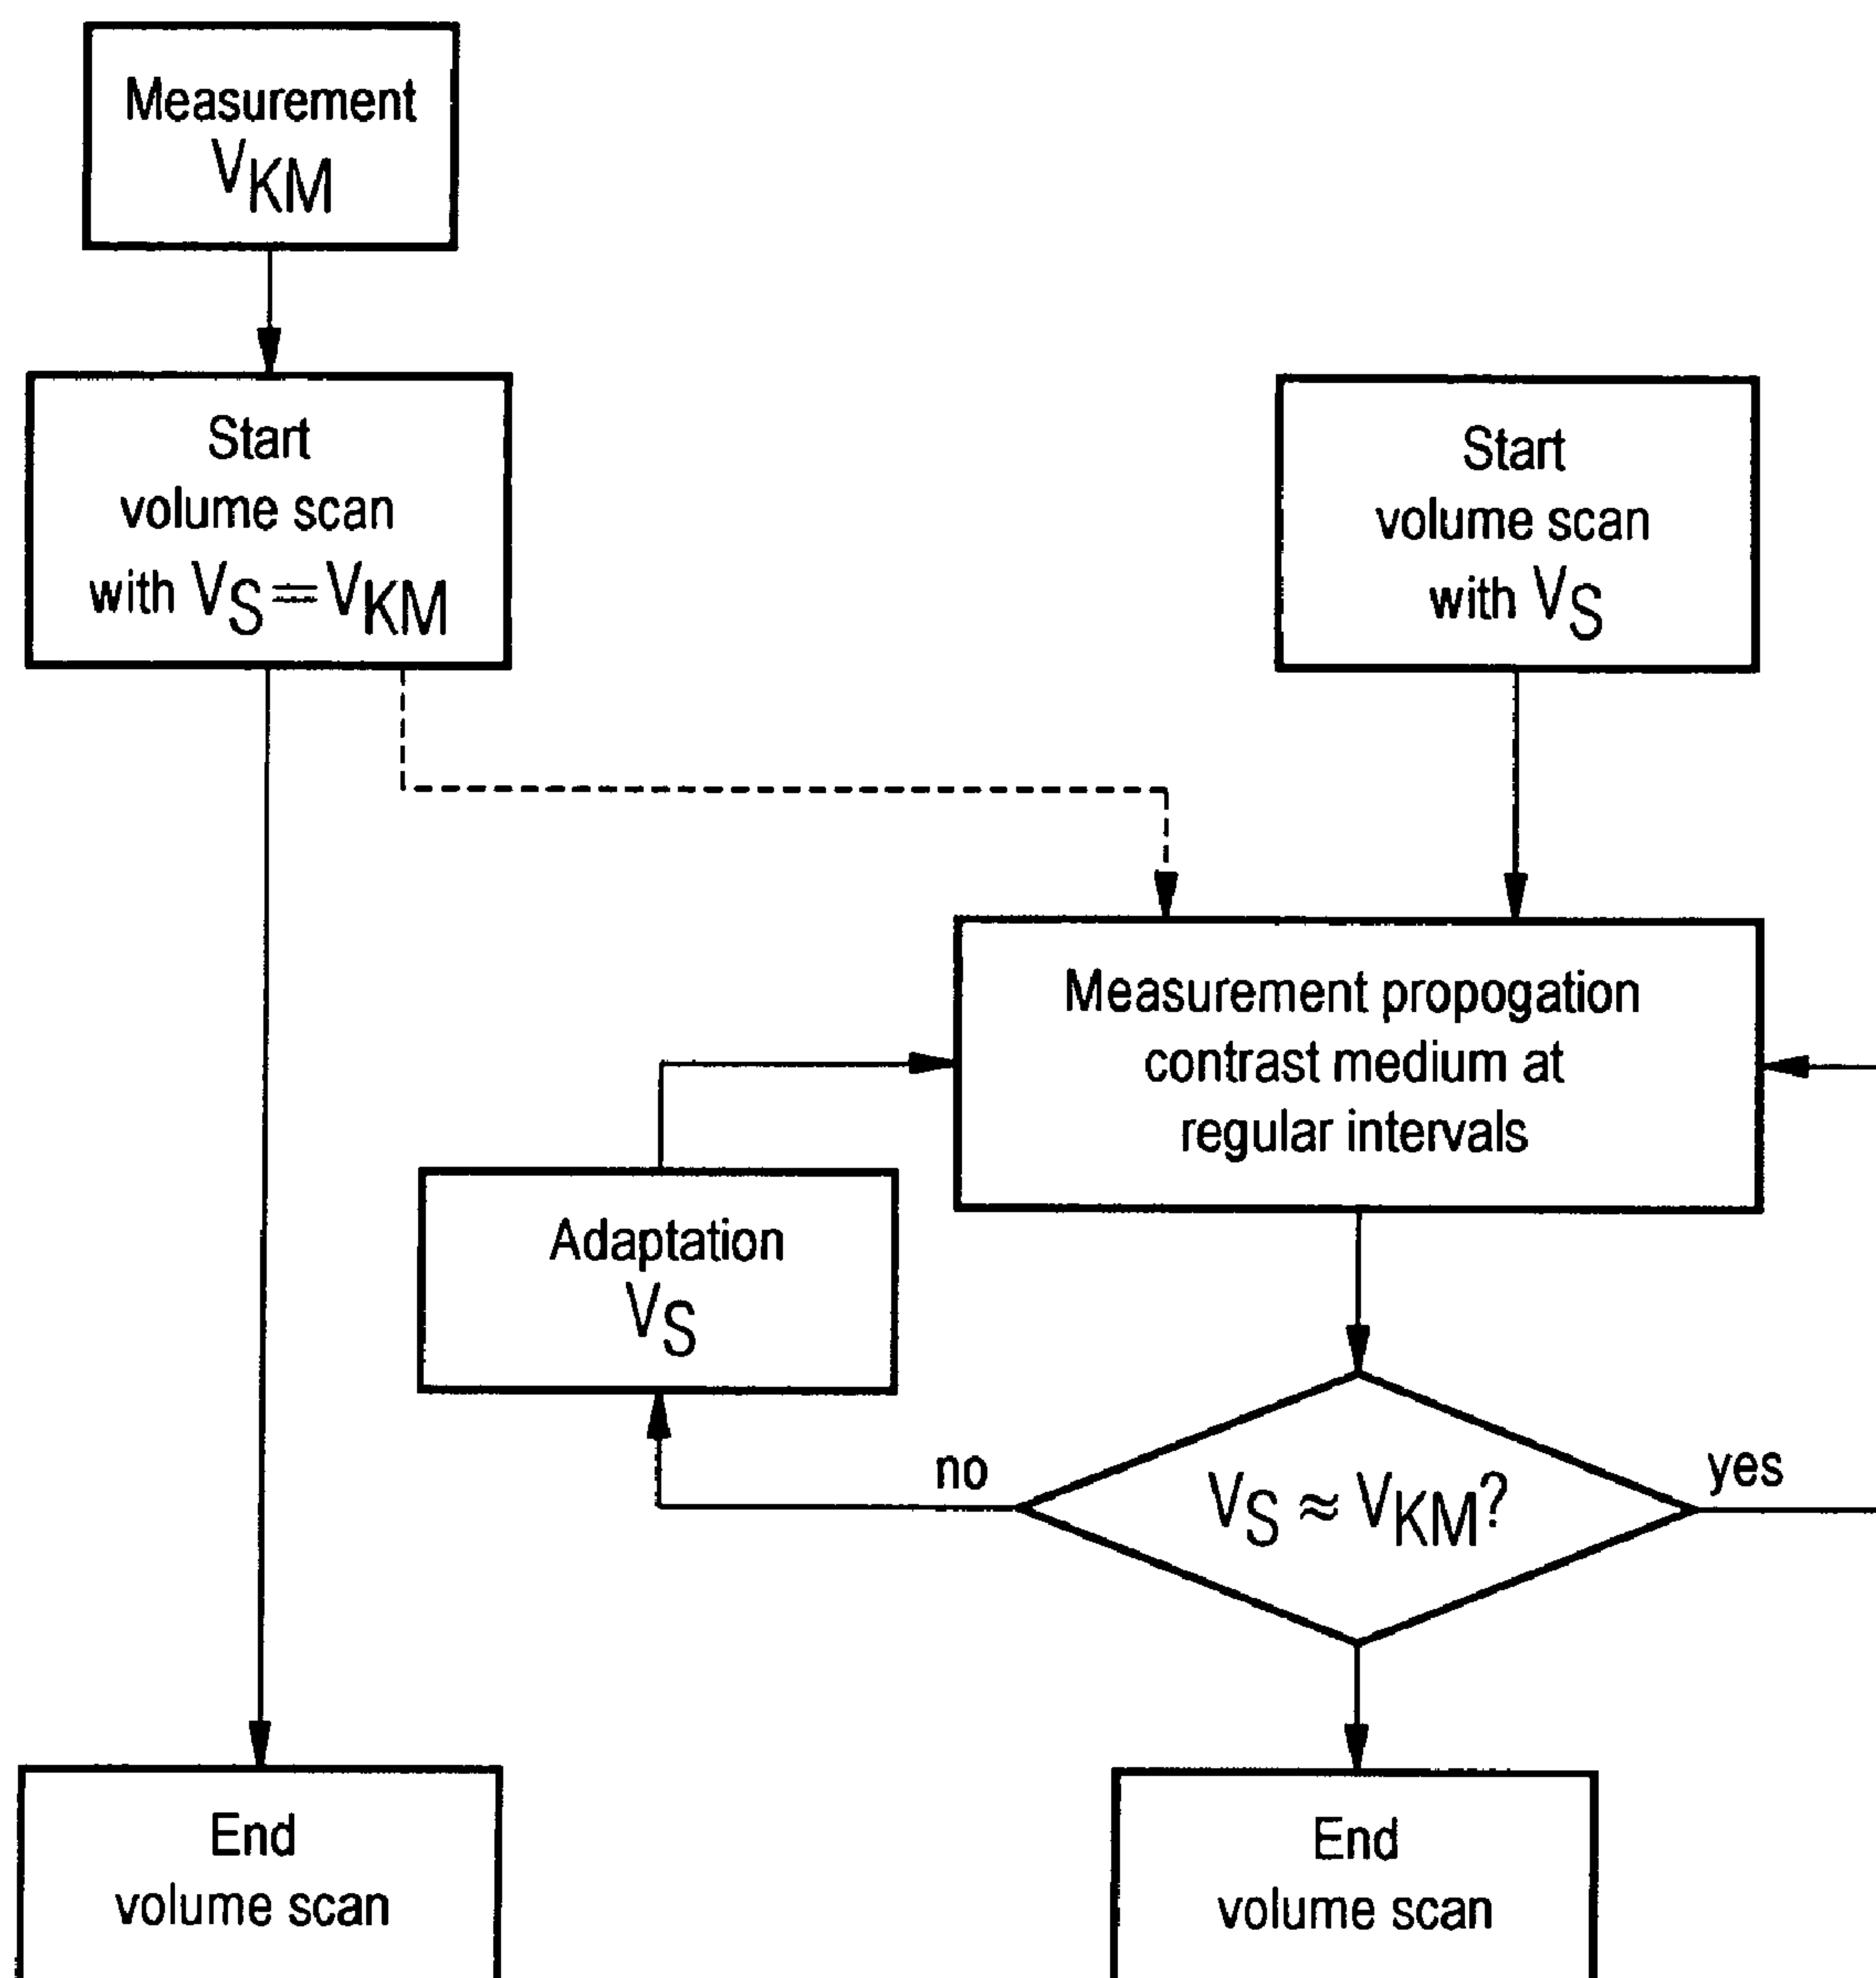 Measurement
VKM
Start
volume scan
with VS=VKM
Start
volume scan
with VS
Measurement propogation
contrast medium at
regular intervals
Adaptation
VS
no
VS ≈ VKM?
yes
End
volume scan
End
volume scan